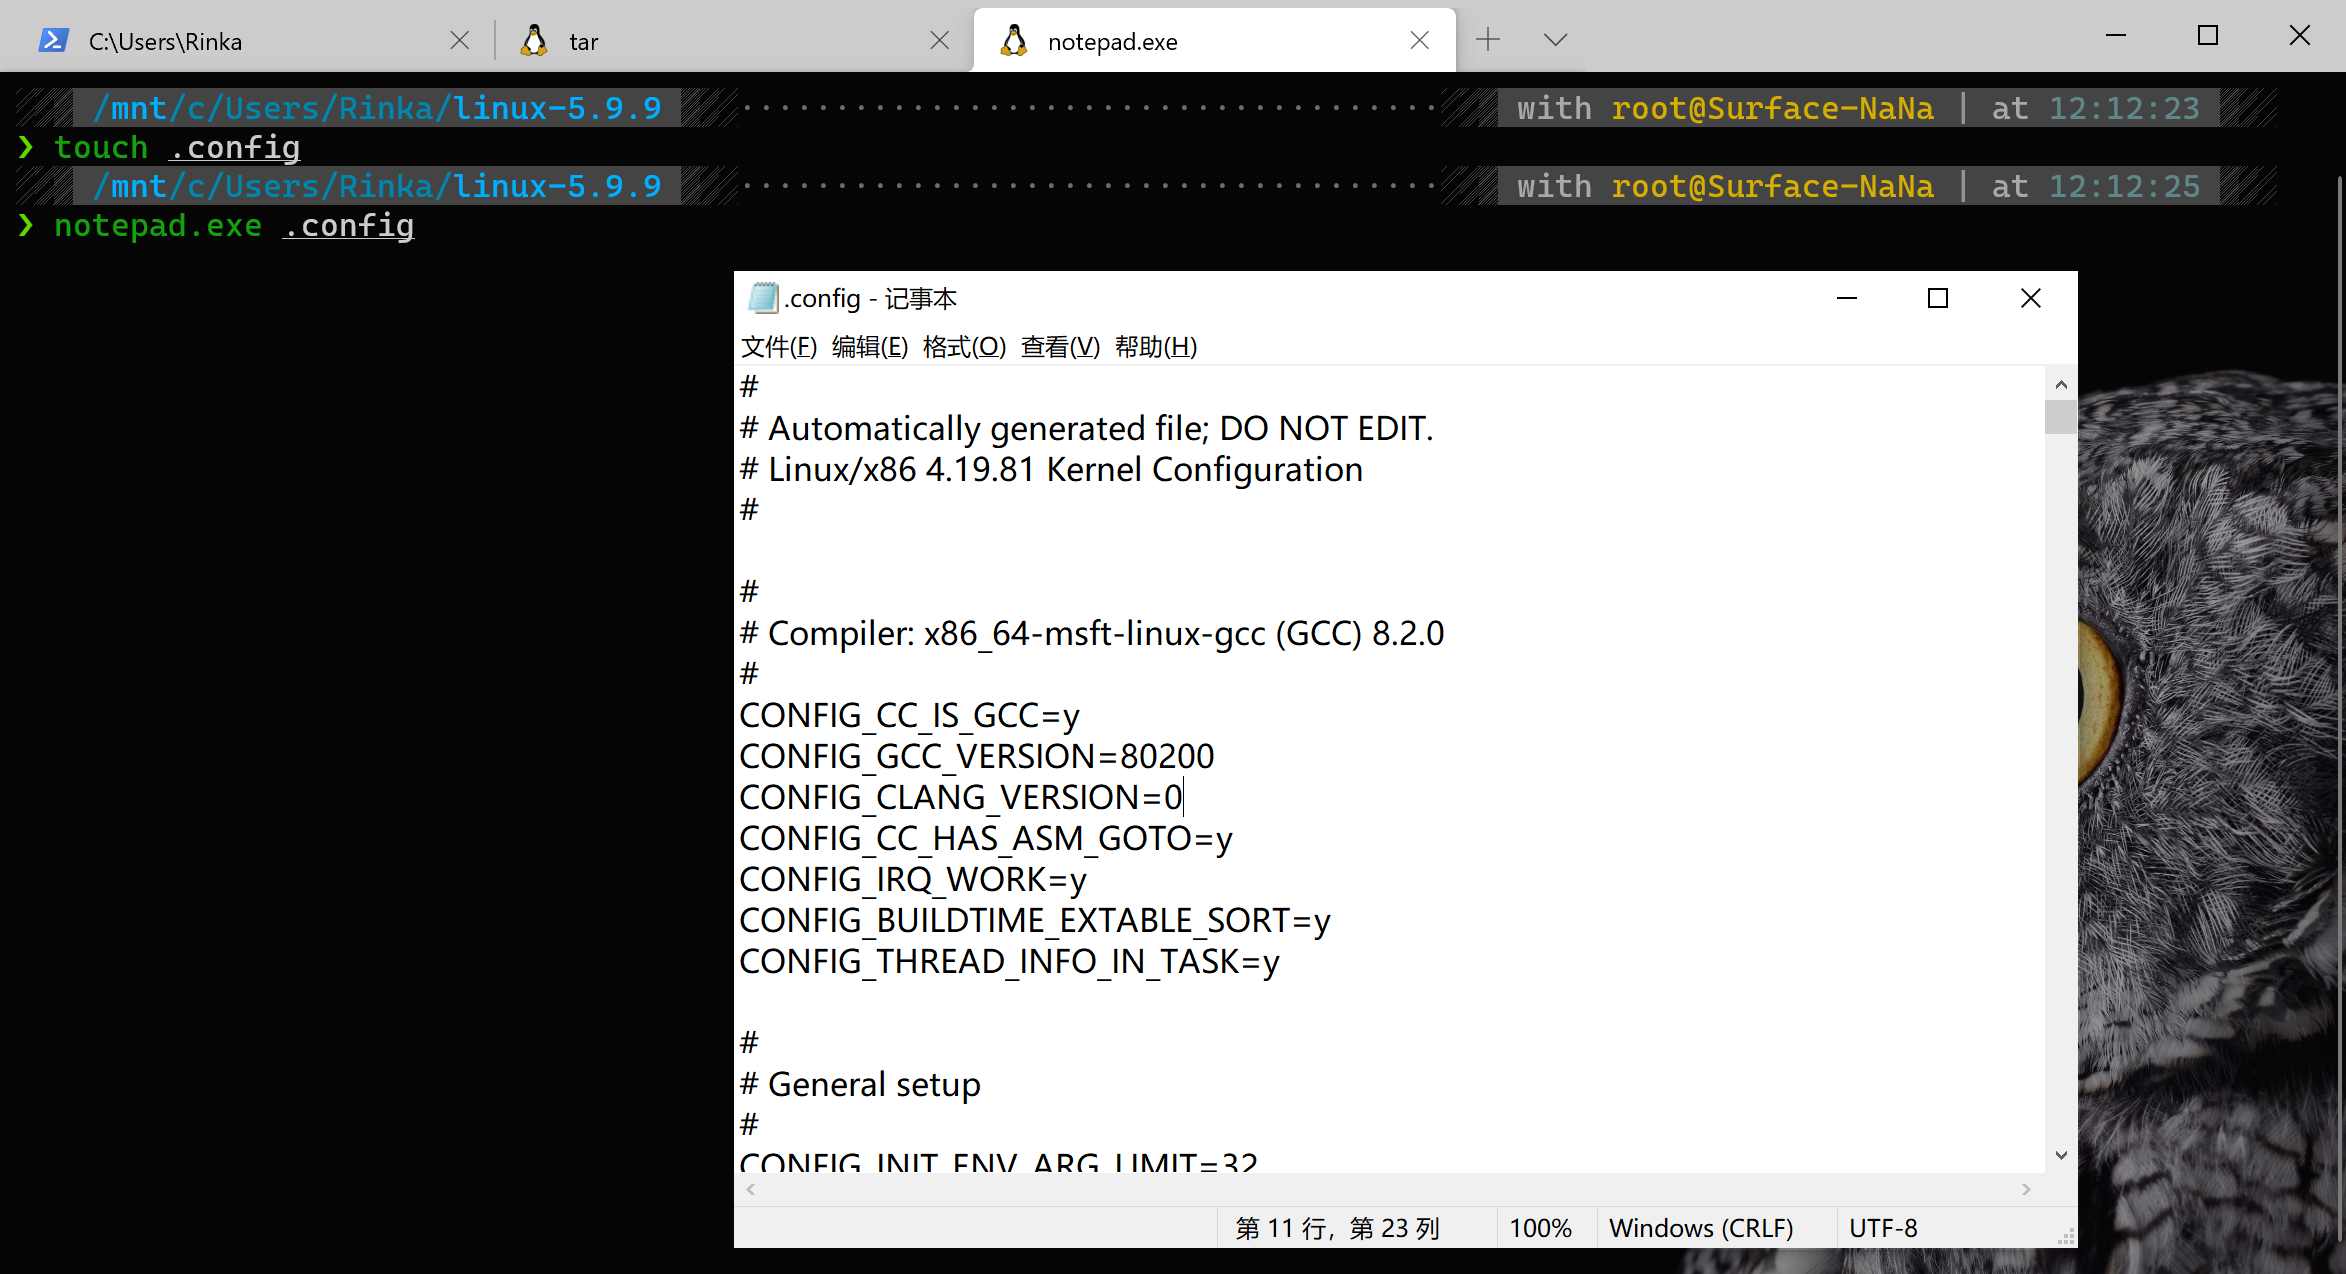 C:\Users\Rinka
tar
notepad.exe
/mnt/c/Users/Rinka/linux-5.9.9 ..................................... with root@Surface-NaNa | at 12:12:23
❯ touch .config
/mnt/c/Users/Rinka/linux-5.9.9 ..................................... with root@Surface-NaNa | at 12:12:25
❯ notepad.exe .config
.config - 记事本
文件(F) 编辑(E) 格式(O) 查看(V) 帮助(H)
#
# Automatically generated file; DO NOT EDIT.
# Linux/x86 4.19.81 Kernel Configuration
#
#
# Compiler: x86_64-msft-linux-gcc (GCC) 8.2.0
#
CONFIG_CC_IS_GCC=y
CONFIG_GCC_VERSION=80200
CONFIG_CLANG_VERSION=0
CONFIG_CC_HAS_ASM_GOTO=y
CONFIG_IRQ_WORK=y
CONFIG_BUILDTIME_EXTABLE_SORT=y
CONFIG_THREAD_INFO_IN_TASK=y
#
# General setup
#
CONFIG_INIT_ENV_ARG_LIMIT=32
第 11 行，第 23 列
100%
Windows (CRLF)
UTF-8